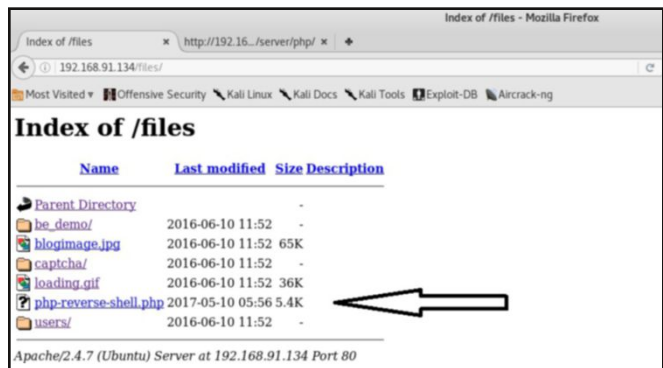 Index of /files - Mozilla Firefox
Index of /files × http://192.16.../server/php/ ×
192.168.91.134/files/
Most Visited Offensive Security Kali Linux Kali Docs Kali Tools Exploit-DB Aircrack-ng
Index of /files
Name Last modified Size Description
Parent Directory -
be_demo/ 2016-06-10 11:52 -
blogimage.jpg 2016-06-10 11:52 65K
captcha/ 2016-06-10 11:52 -
loading.gif 2016-06-10 11:52 36K
php-reverse-shell.php 2017-05-10 05:56 5.4K
users/ 2016-06-10 11:52 -
Apache/2.4.7 (Ubuntu) Server at 192.168.91.134 Port 80